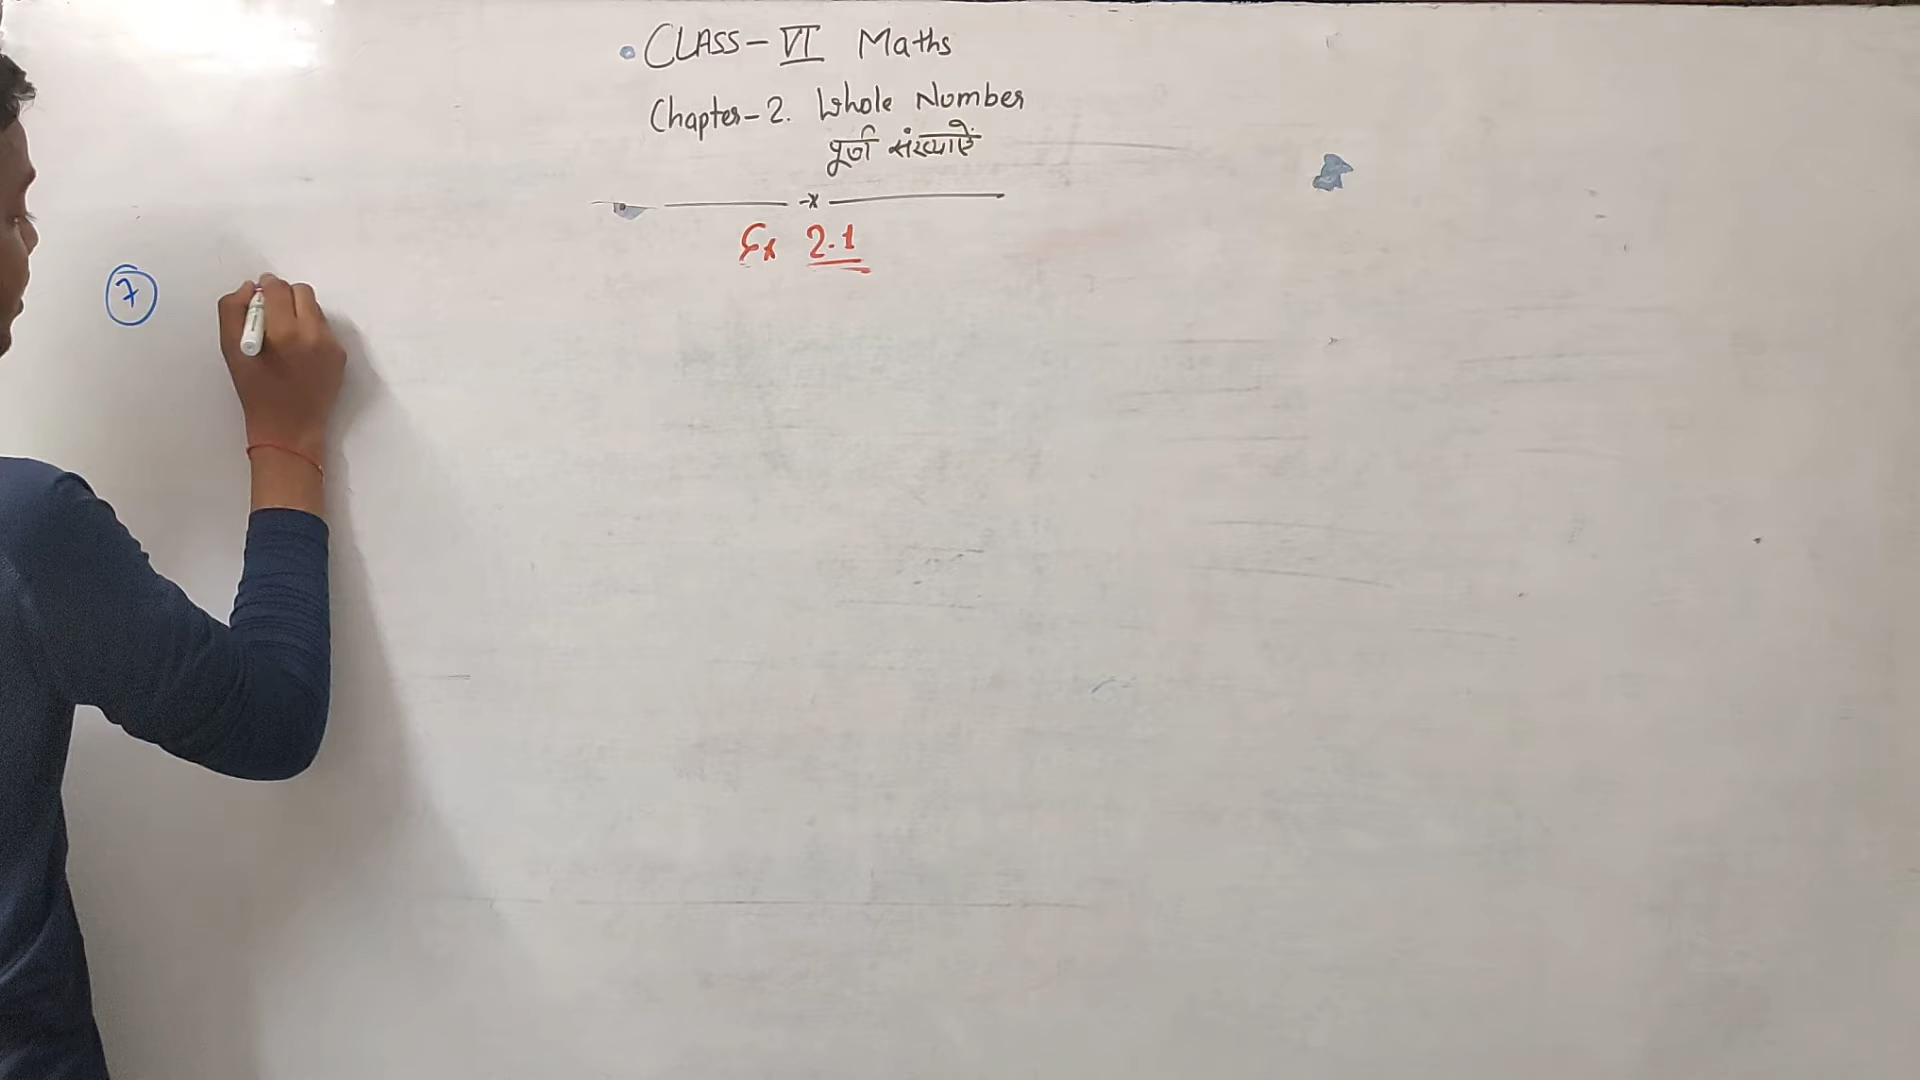 CLASS-VI Maths
Chapter-2. Whole Number
पूर्ण संख्याएँ
Ex 2.1
7